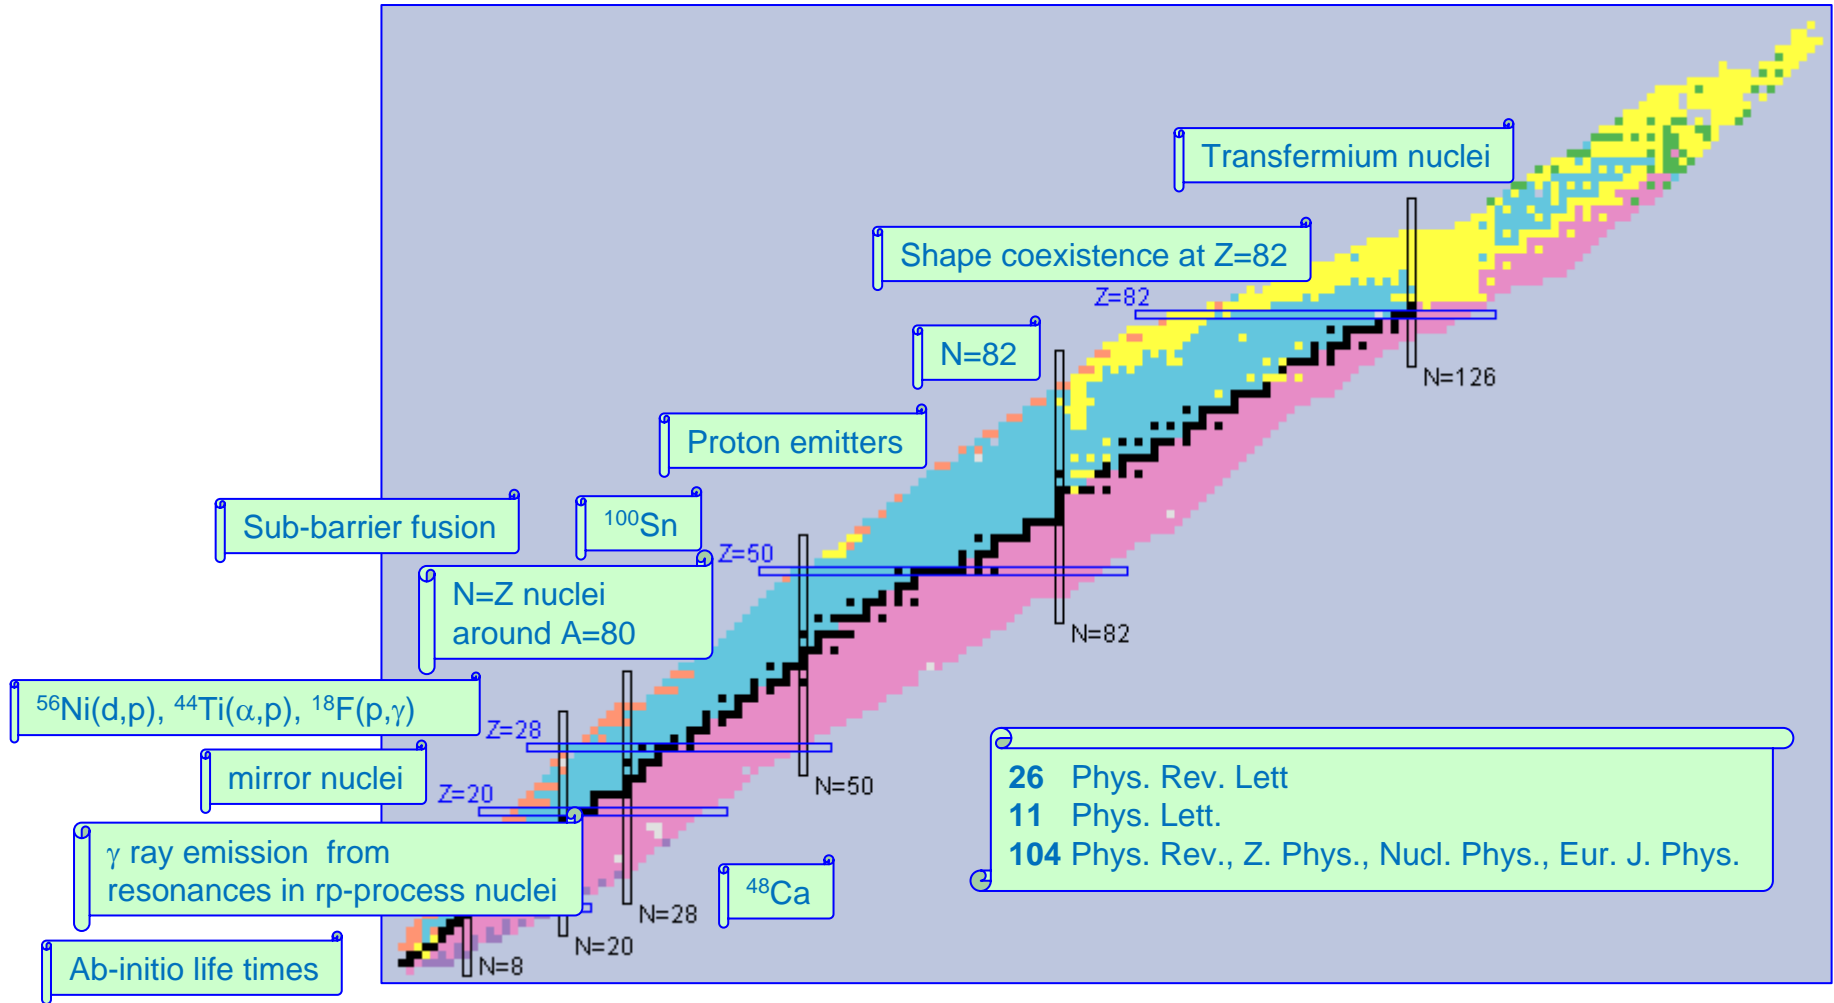 Transfermium nuclei
Shape coexistence at Z=82
Z=82
N=82
N=126
Proton emitters
Sub-barrier fusion
¹⁰⁰Sn
Z=50
N=Z nuclei
around A=80
N=82
⁵⁶Ni(d,p), ⁴⁴Ti(α,p), ¹⁸F(p,γ)
Z=28
mirror nuclei
N=50
Z=20
26 Phys. Rev. Lett
11 Phys. Lett.
104 Phys. Rev., Z. Phys., Nucl. Phys., Eur. J. Phys.
γ ray emission from
resonances in rp-process nuclei
⁴⁸Ca
N=28
N=20
Ab-initio life times
N=8